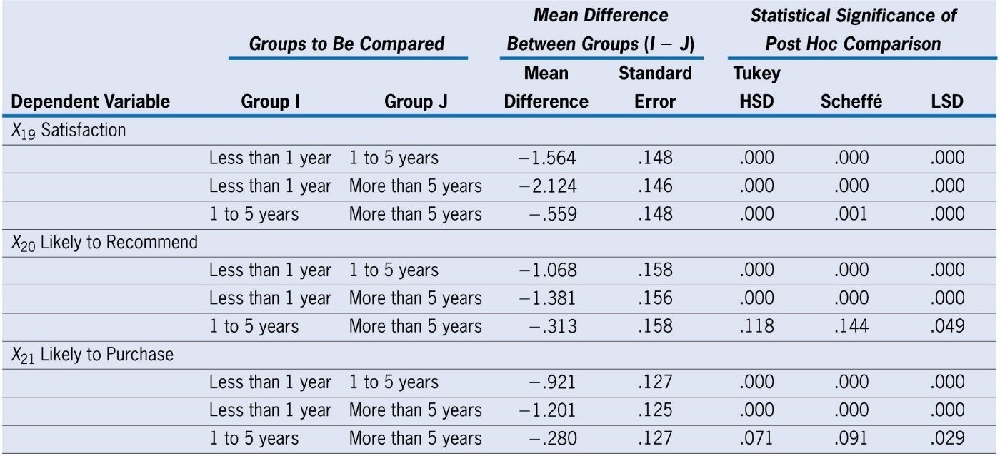 Mean Difference Statistical Significance of
Groups to Be Compared Between Groups (I − J) Post Hoc Comparison
Mean Standard Tukey
Dependent Variable Group I Group J Difference Error HSD Scheffé LSD
X19 Satisfaction
Less than 1 year 1 to 5 years −1.564 .148 .000 .000 .000
Less than 1 year More than 5 years −2.124 .146 .000 .000 .000
1 to 5 years More than 5 years −.559 .148 .000 .001 .000
X20 Likely to Recommend
Less than 1 year 1 to 5 years −1.068 .158 .000 .000 .000
Less than 1 year More than 5 years −1.381 .156 .000 .000 .000
1 to 5 years More than 5 years −.313 .158 .118 .144 .049
X21 Likely to Purchase
Less than 1 year 1 to 5 years −.921 .127 .000 .000 .000
Less than 1 year More than 5 years −1.201 .125 .000 .000 .000
1 to 5 years More than 5 years −.280 .127 .071 .091 .029